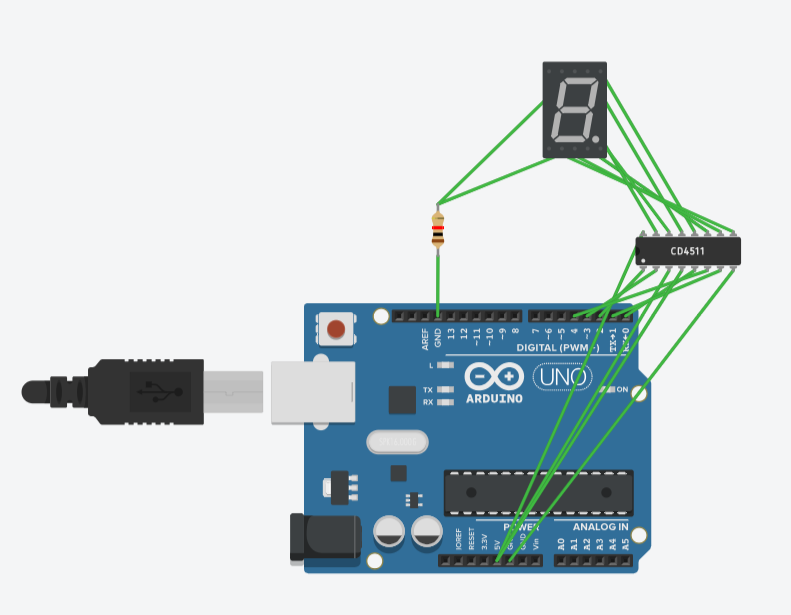 CD4511
AREF
GND
13
12
~11
~10
~9
8
7
~6
~5
4
~3
2
TX→1
DIGITAL (PWM~)
L
TX
RX
ARDUINO
UNO
ON
POWER
ANALOG IN
IOREF
RESET
3.3V
5V
GND
GND
Vin
A0
A1
A2
A3
A4
A5